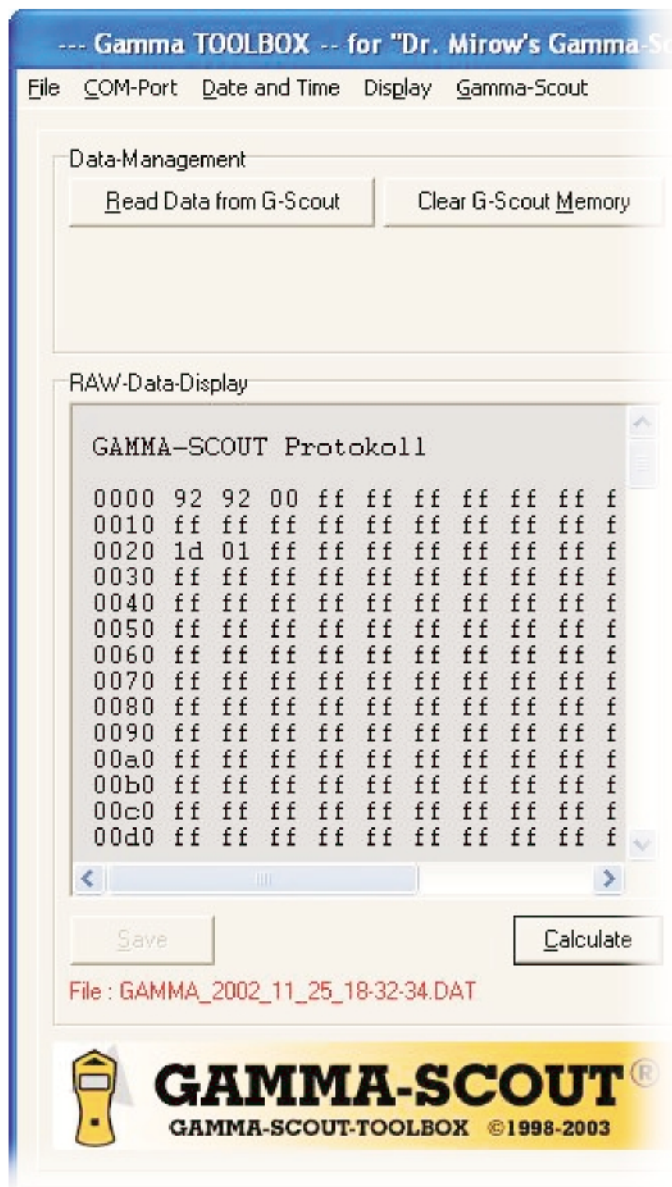 --- Gamma TOOLBOX -- for "Dr. Mirow's Gamma-Sc
File COM-Port Date and Time Display Gamma-Scout
Data-Management
Read Data from G-Scout Clear G-Scout Memory
RAW-Data-Display
GAMMA-SCOUT Protokoll
0000 92 92 00 ff ff ff ff ff ff f
0010 ff ff ff ff ff ff ff ff ff f
0020 1d 01 ff ff ff ff ff ff ff f
0030 ff ff ff ff ff ff ff ff ff f
0040 ff ff ff ff ff ff ff ff ff f
0050 ff ff ff ff ff ff ff ff ff f
0060 ff ff ff ff ff ff ff ff ff f
0070 ff ff ff ff ff ff ff ff ff f
0080 ff ff ff ff ff ff ff ff ff f
0090 ff ff ff ff ff ff ff ff ff f
00a0 ff ff ff ff ff ff ff ff ff f
00b0 ff ff ff ff ff ff ff ff ff f
00c0 ff ff ff ff ff ff ff ff ff f
00d0 ff ff ff ff ff ff ff ff ff f
Save Calculate
File : GAMMA_2002_11_25_18-32-34.DAT
GAMMA-SCOUT®
GAMMA-SCOUT-TOOLBOX ©1998-2003